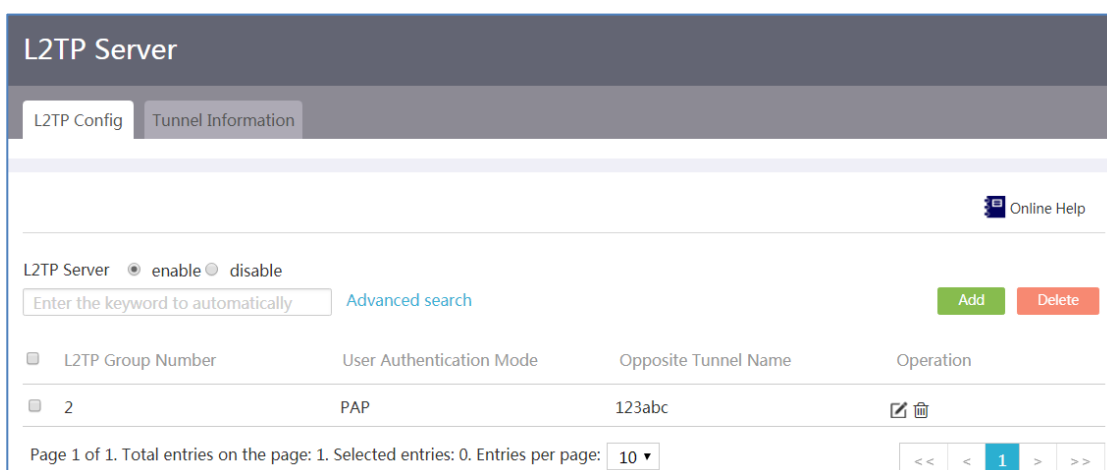 L2TP Server
L2TP Config Tunnel Information
Online Help
L2TP Server enable disable
Enter the keyword to automatically Advanced search Add Delete
L2TP Group Number User Authentication Mode Opposite Tunnel Name Operation
2 PAP 123abc
Page 1 of 1. Total entries on the page: 1. Selected entries: 0. Entries per page: 10 << < 1 > >>